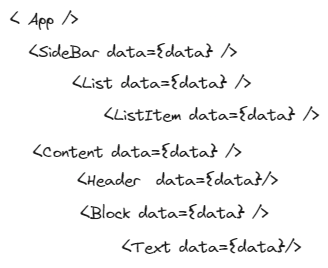 < App />
<SideBar data={data} />
<List data={data} />
<ListItem data={data} />
<Content data={data} />
<Header data={data}/>
<Block data={data} />
<Text data={data}/>